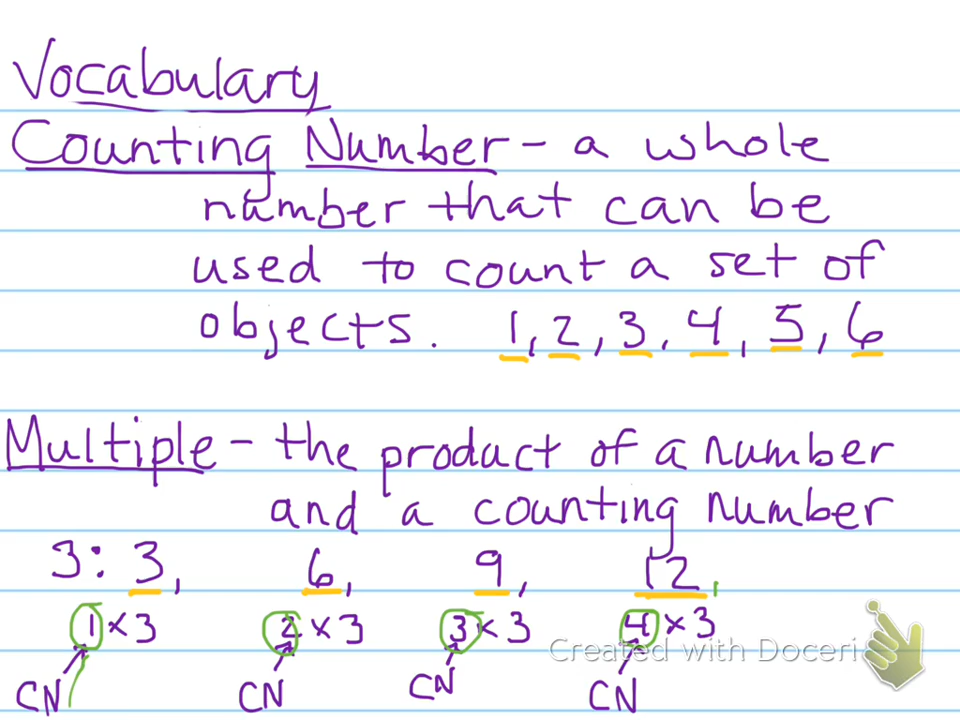 Vocabulary
Counting Number - a whole
number that can be
used to count a set of
objects. 1, 2, 3, 4, 5, 6
Multiple - the product of a number
and a counting number
3: 3, 6, 9, 12,
1 x 3 2 x 3 3 x 3 4 x 3
Created with Doceri
CN CN CN CN